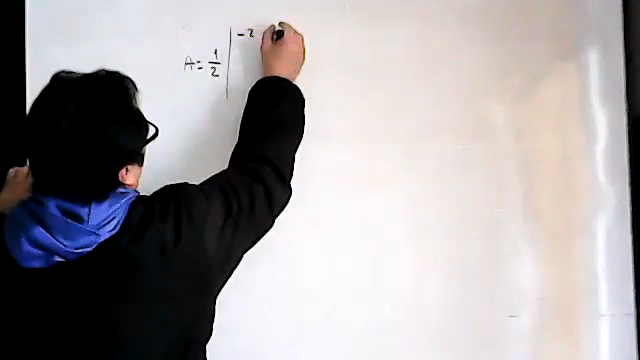 A = 1/2 | -2